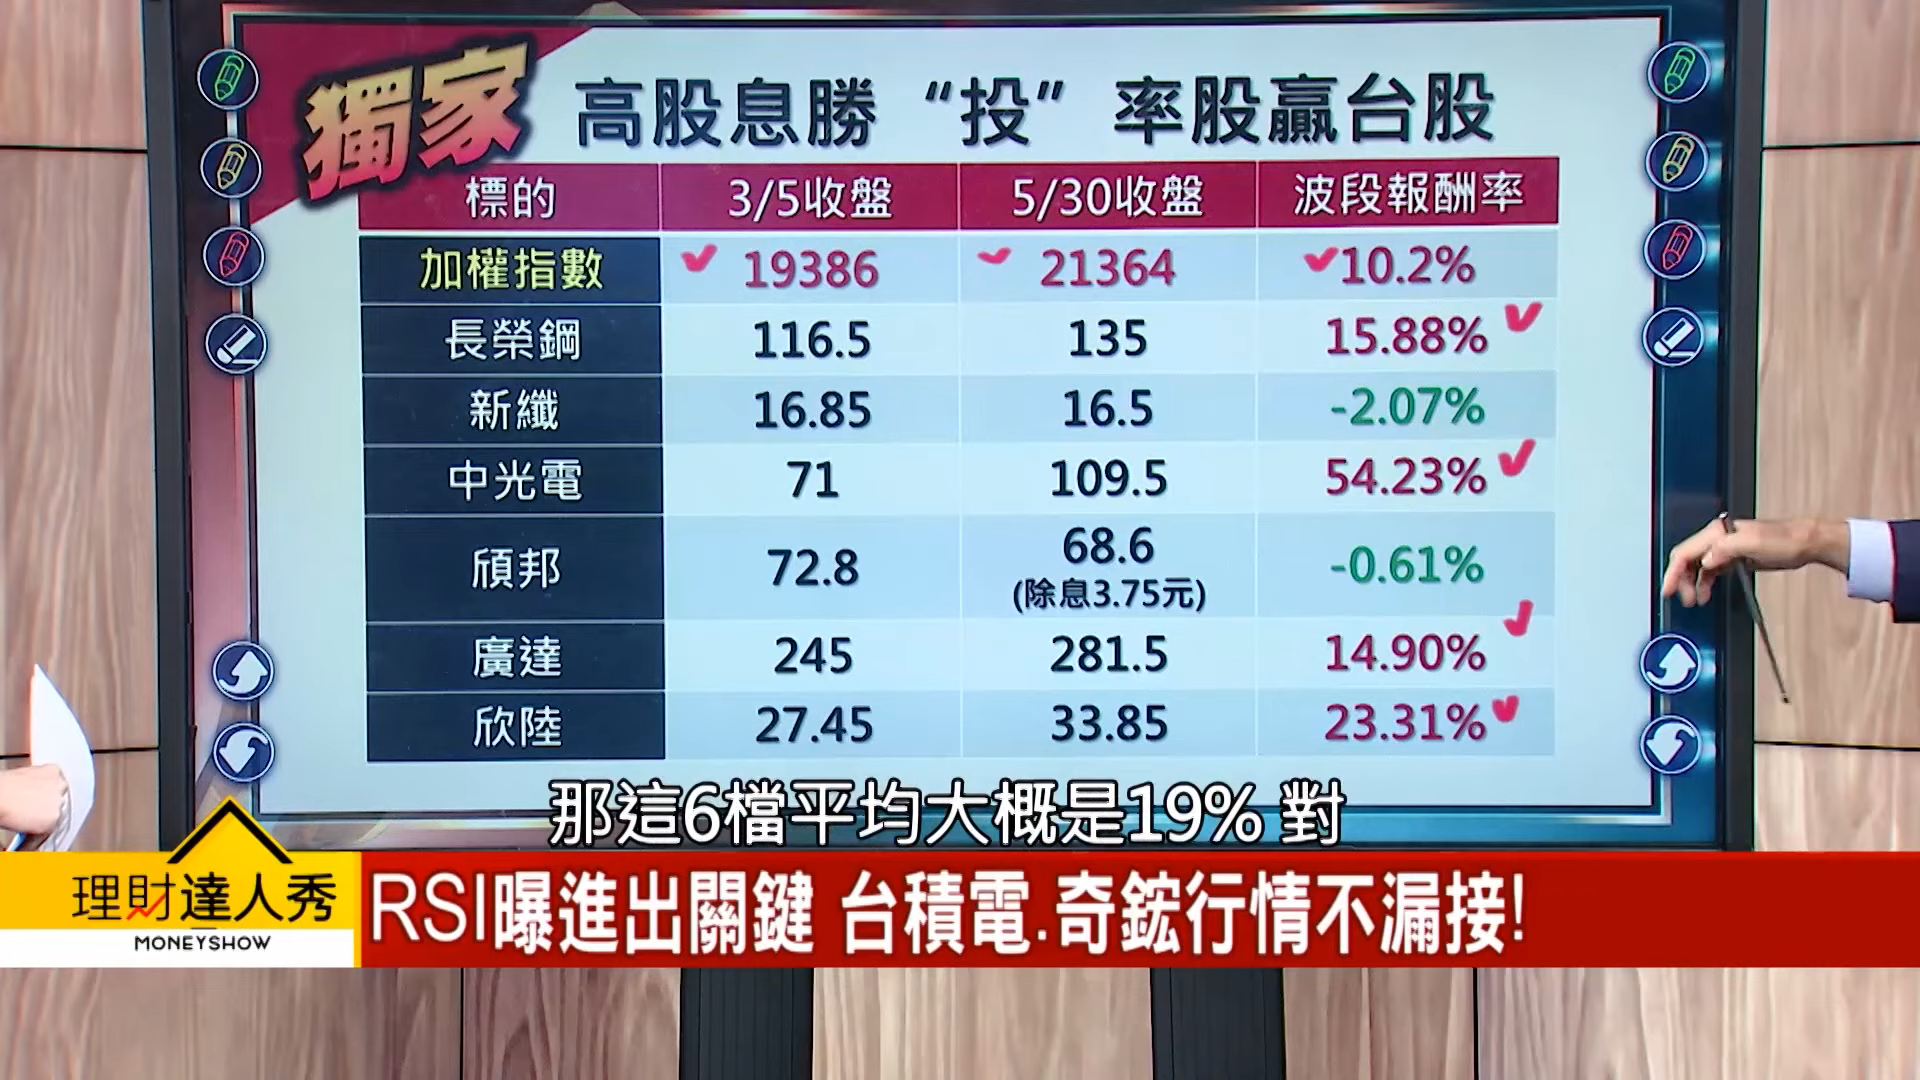 獨家
高股息勝“投”率股贏台股
標的 3/5收盤 5/30收盤 波段報酬率
加權指數 19386 21364 10.2%
長榮鋼 116.5 135 15.88%
新纖 16.85 16.5 -2.07%
中光電 71 109.5 54.23%
頎邦 72.8 68.6 (除息3.75元) -0.61%
廣達 245 281.5 14.90%
欣陸 27.45 33.85 23.31%
那這6檔平均大概是19% 對
理財達人秀
MONEYSHOW
RSI曝進出關鍵 台積電.奇鋐行情不漏接!